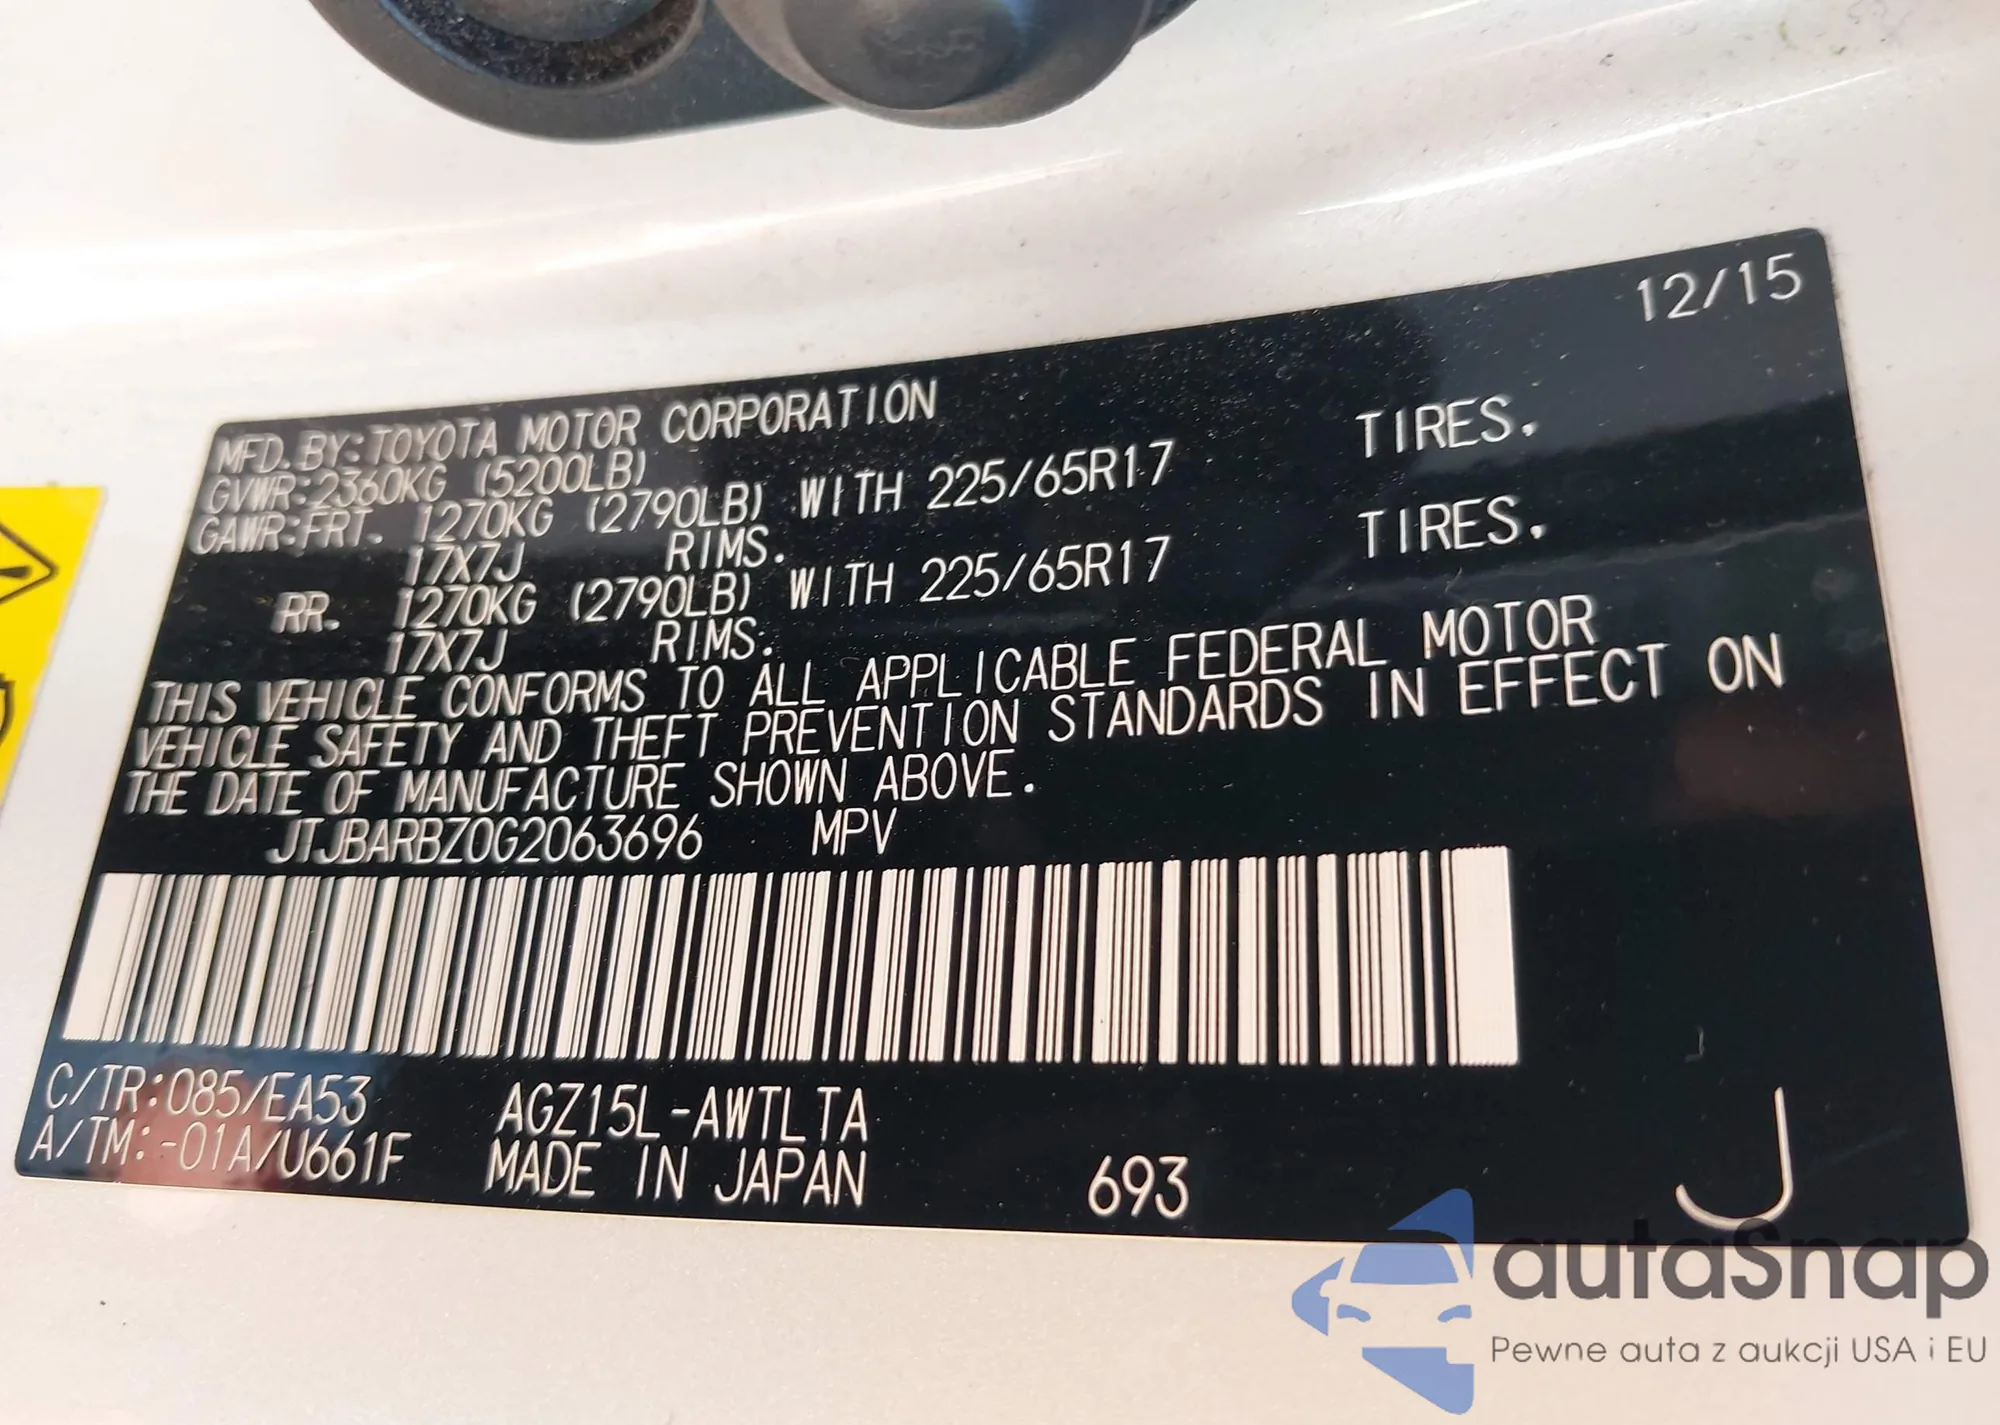 12/15
MFD.BY:TOYOTA MOTOR CORPORATION
GVWR:2360KG (5200LB)
GAWR:FRT. 1270KG (2790LB) WITH 225/65R17 TIRES.
17X7J RIMS.
RR. 1270KG (2790LB) WITH 225/65R17 TIRES.
17X7J RIMS.
THIS VEHICLE CONFORMS TO ALL APPLICABLE FEDERAL MOTOR
VEHICLE SAFETY AND THEFT PREVENTION STANDARDS IN EFFECT ON
THE DATE OF MANUFACTURE SHOWN ABOVE.
JTJBARBZ0G2063696 MPV
C/TR:085/EA53 AGZ15L-AWTLTA
A/TM:-01A/U661F MADE IN JAPAN 693 J
autaSnap
Pewne auta z aukcji USA i EU